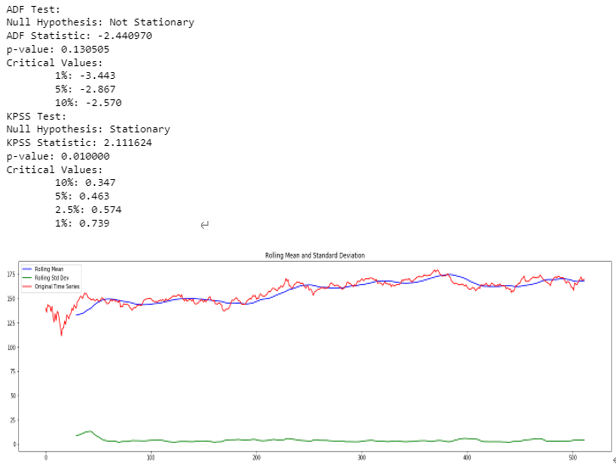 ADF Test:
Null Hypothesis: Not Stationary
ADF Statistic: -2.440970
p-value: 0.130505
Critical Values:
1%: -3.443
5%: -2.867
10%: -2.570
KPSS Test:
Null Hypothesis: Stationary
KPSS Statistic: 2.111624
p-value: 0.010000
Critical Values:
10%: 0.347
5%: 0.463
2.5%: 0.574
1%: 0.739
Rolling Mean and Standard Deviation
Rolling Mean
Rolling Std Dev
Original Time Series
175
150
125
100
75
50
25
0
0 100 200 300 400 500